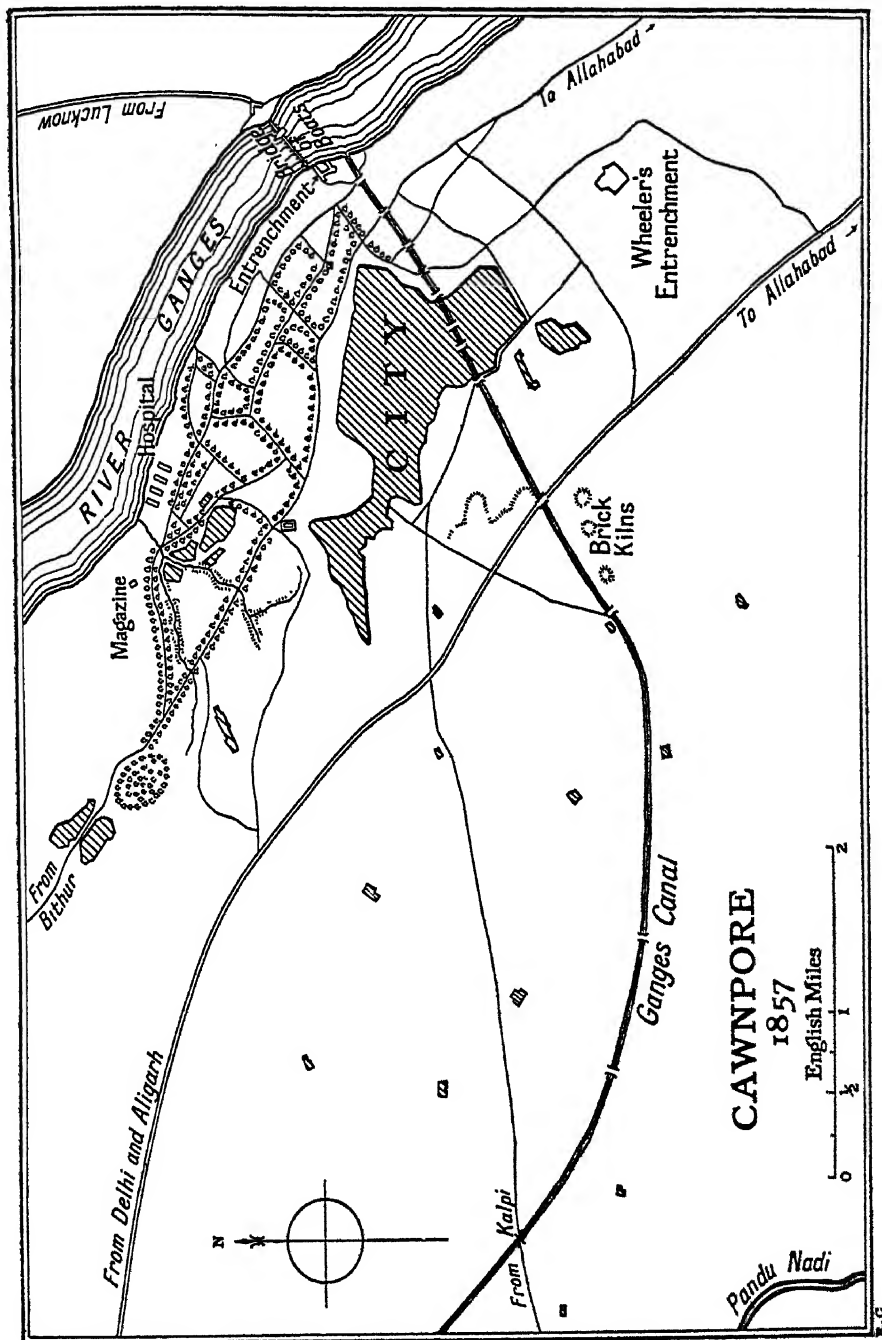 From Lucknow
Bridge of Boats
To Allahabad
RIVER GANGES
Entrenchment
Hospital
Magazine
From
Bithur
CITY
Wheeler's
Entrenchment
To Allahabad
Brick
Kilns
From Delhi and Aligarh
N
From Kalpi
Ganges Canal
CAWNPORE
1857
English Miles
0 ½ 1 2
Pandu Nadi